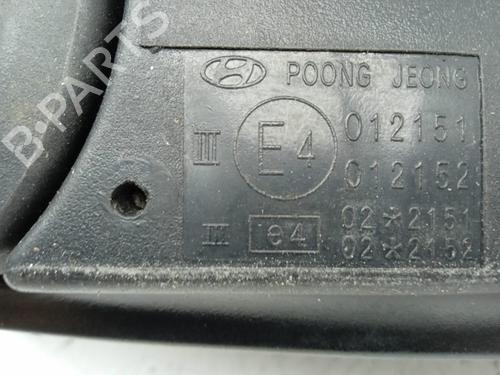 POONG JEONG
III E4 012151
012152
II e4 02*2151
02*2152
B-PARTS